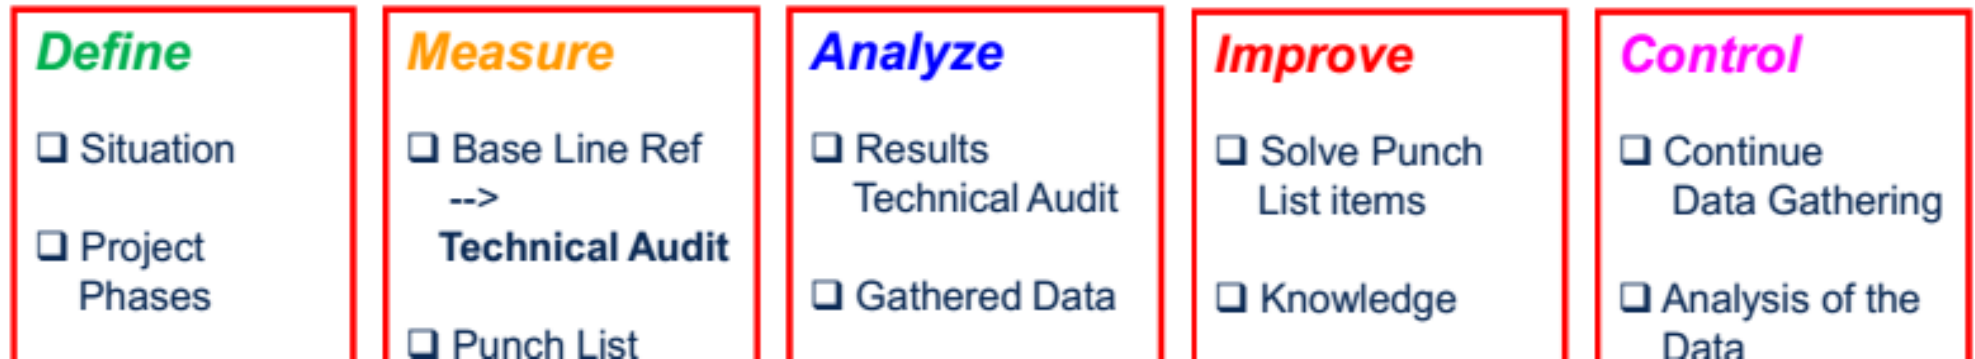 Define
❑ Situation
❑ Project
Phases
Measure
❑ Base Line Ref
-->
Technical Audit
❑ Punch List
Analyze
❑ Results
Technical Audit
❑ Gathered Data
Improve
❑ Solve Punch
List items
❑ Knowledge
Control
❑ Continue
Data Gathering
❑ Analysis of the
Data